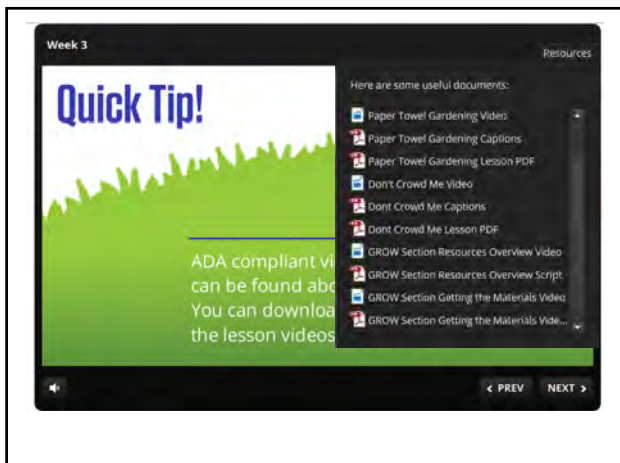 Week 3
Resources
Quick Tip!
Here are some useful documents:
Paper Towel Gardening Video
Paper Towel Gardening Captions
Paper Towel Gardening Lesson PDF
Don't Crowd Me Video
Dont Crowd Me Captions
Dont Crowd Me Lesson PDF
GROW Section Resources Overview Video
GROW Section Resources Overview Script
GROW Section Getting the Materials Video
GROW Section Getting the Materials Vide...
ADA compliant vi
can be found abo
You can downloa
the lesson videos
< PREV
NEXT >